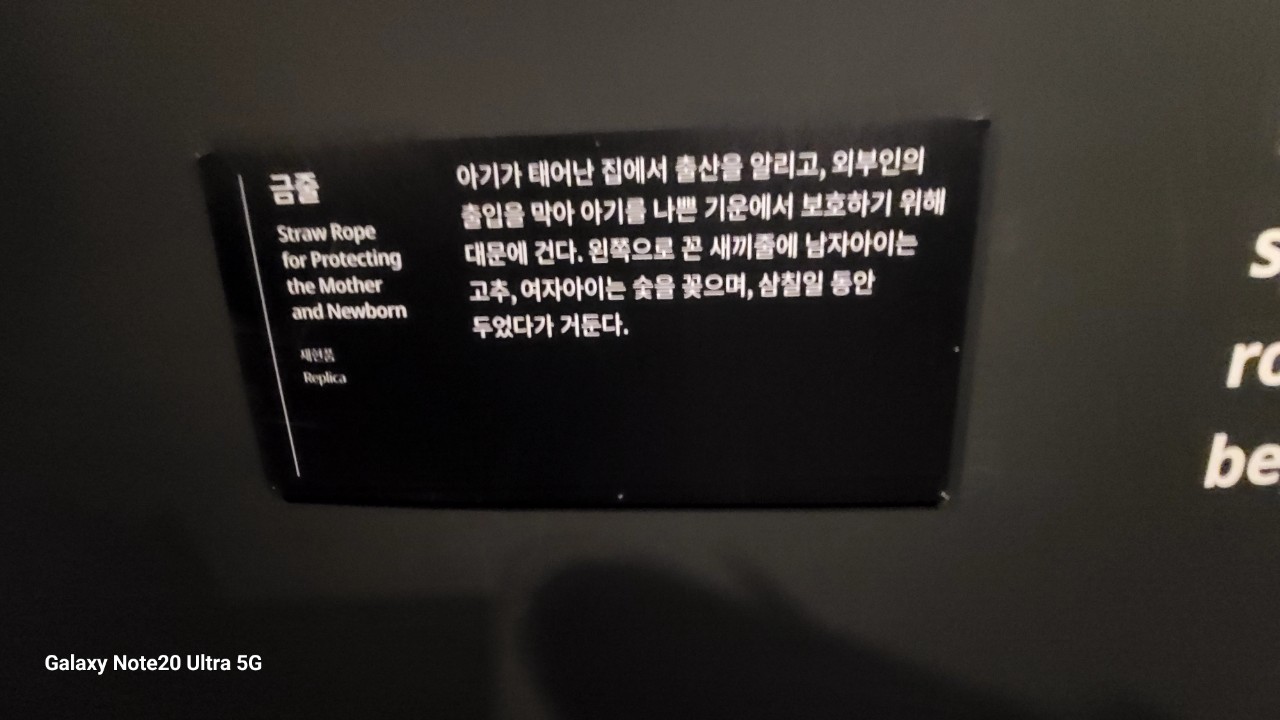 금줄
Straw Rope
for Protecting
the Mother
and Newborn
재현품
Replica
아기가 태어난 집에서 출산을 알리고, 외부인의
출입을 막아 아기를 나쁜 기운에서 보호하기 위해
대문에 건다. 왼쪽으로 꼰 새끼줄에 남자아이는
고추, 여자아이는 숯을 꽂으며, 삼칠일 동안
두었다가 거둔다.
be
Galaxy Note20 Ultra 5G